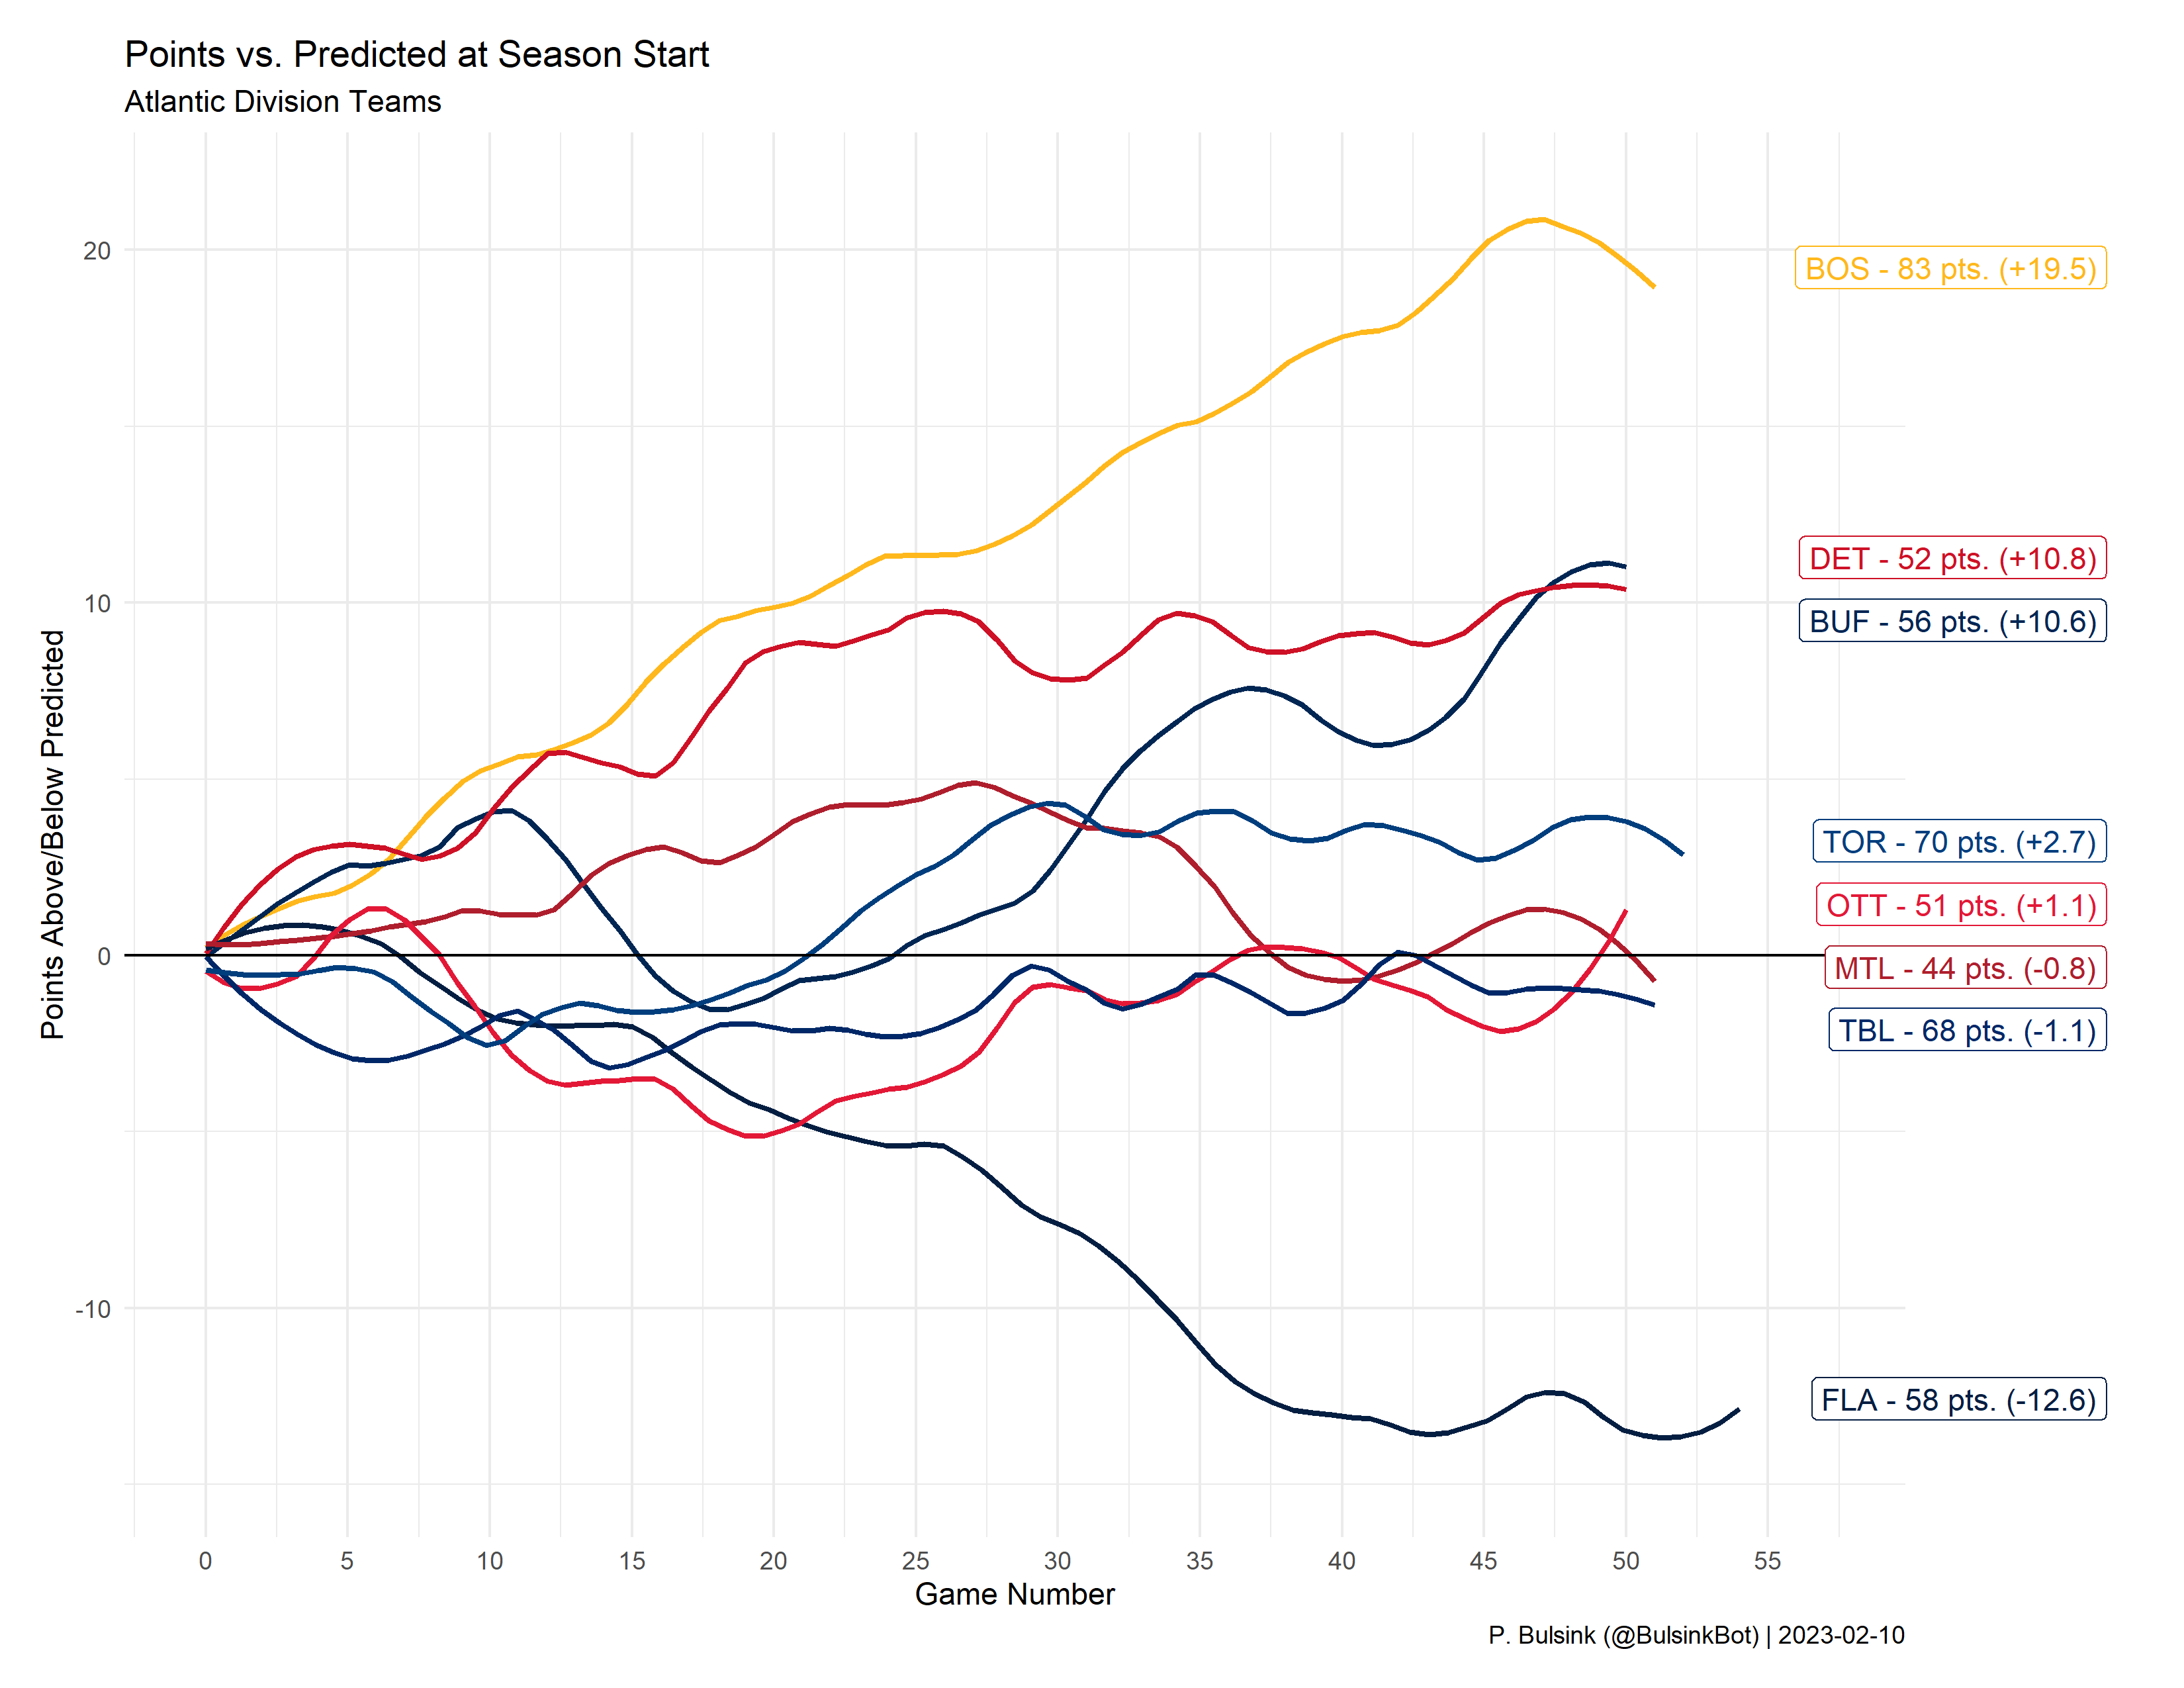 Points vs. Predicted at Season Start
Atlantic Division Teams
Points Above/Below Predicted
20
10
0
-10
BOS - 83 pts. (+19.5)
DET - 52 pts. (+10.8)
BUF - 56 pts. (+10.6)
TOR - 70 pts. (+2.7)
OTT - 51 pts. (+1.1)
MTL - 44 pts. (-0.8)
TBL - 68 pts. (-1.1)
FLA - 58 pts. (-12.6)
0 5 10 15 20 25 30 35 40 45 50 55
Game Number
P. Bulsink (@BulsinkBot) | 2023-02-10